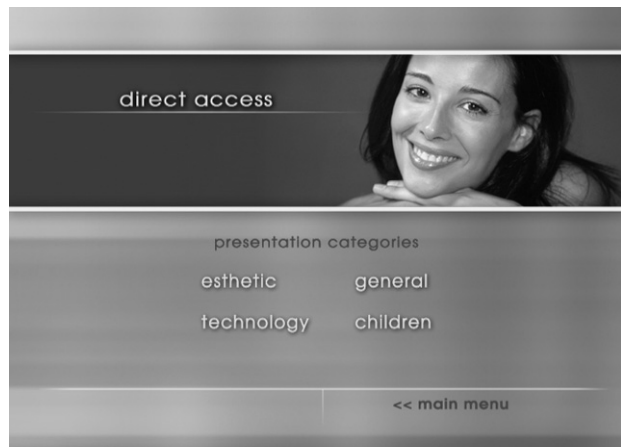 direct access
presentation categories
esthetic general
technology children
<< main menu